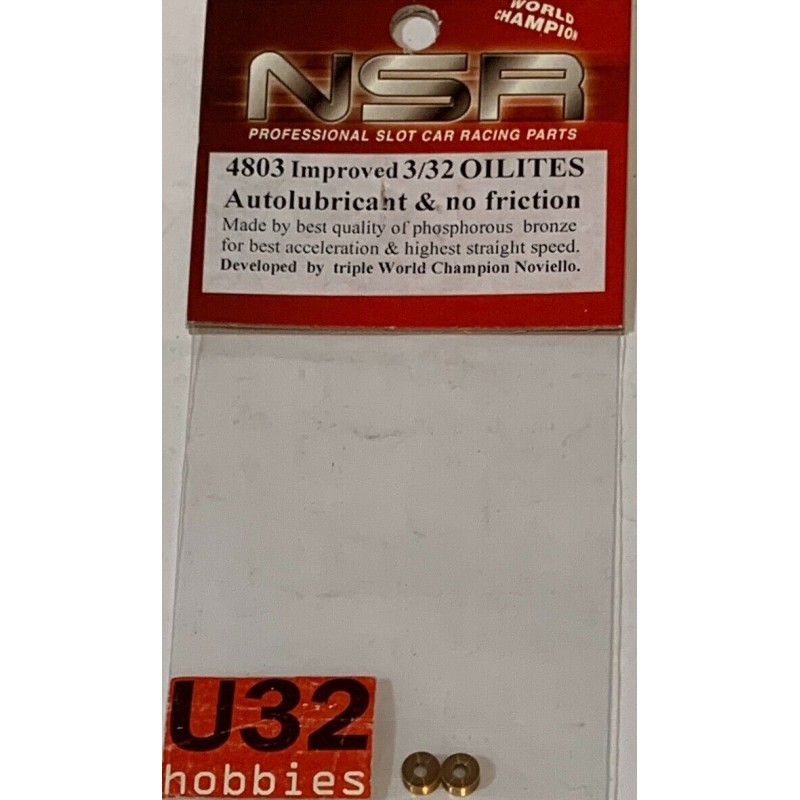 WORLD
CHAMPION
NSR
PROFESSIONAL SLOT CAR RACING PARTS
4803 Improved 3/32 OILITES
Autolubricant & no friction
Made by best quality of phosphorous bronze
for best acceleration & highest straight speed.
Developed by triple World Champion Noviello.
U32
hobbies